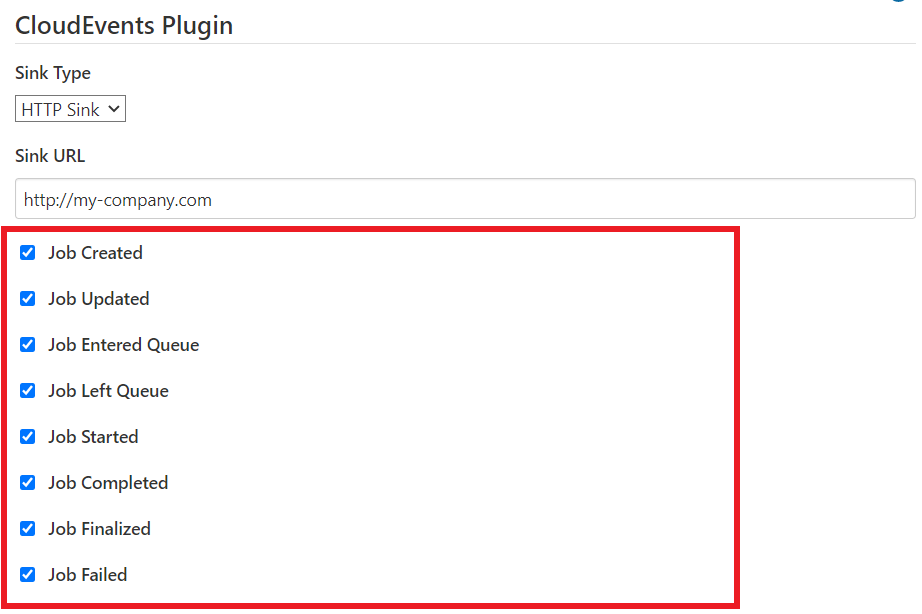 CloudEvents Plugin
Sink Type
HTTP Sink
Sink URL
http://my-company.com
Job Created
Job Updated
Job Entered Queue
Job Left Queue
Job Started
Job Completed
Job Finalized
Job Failed